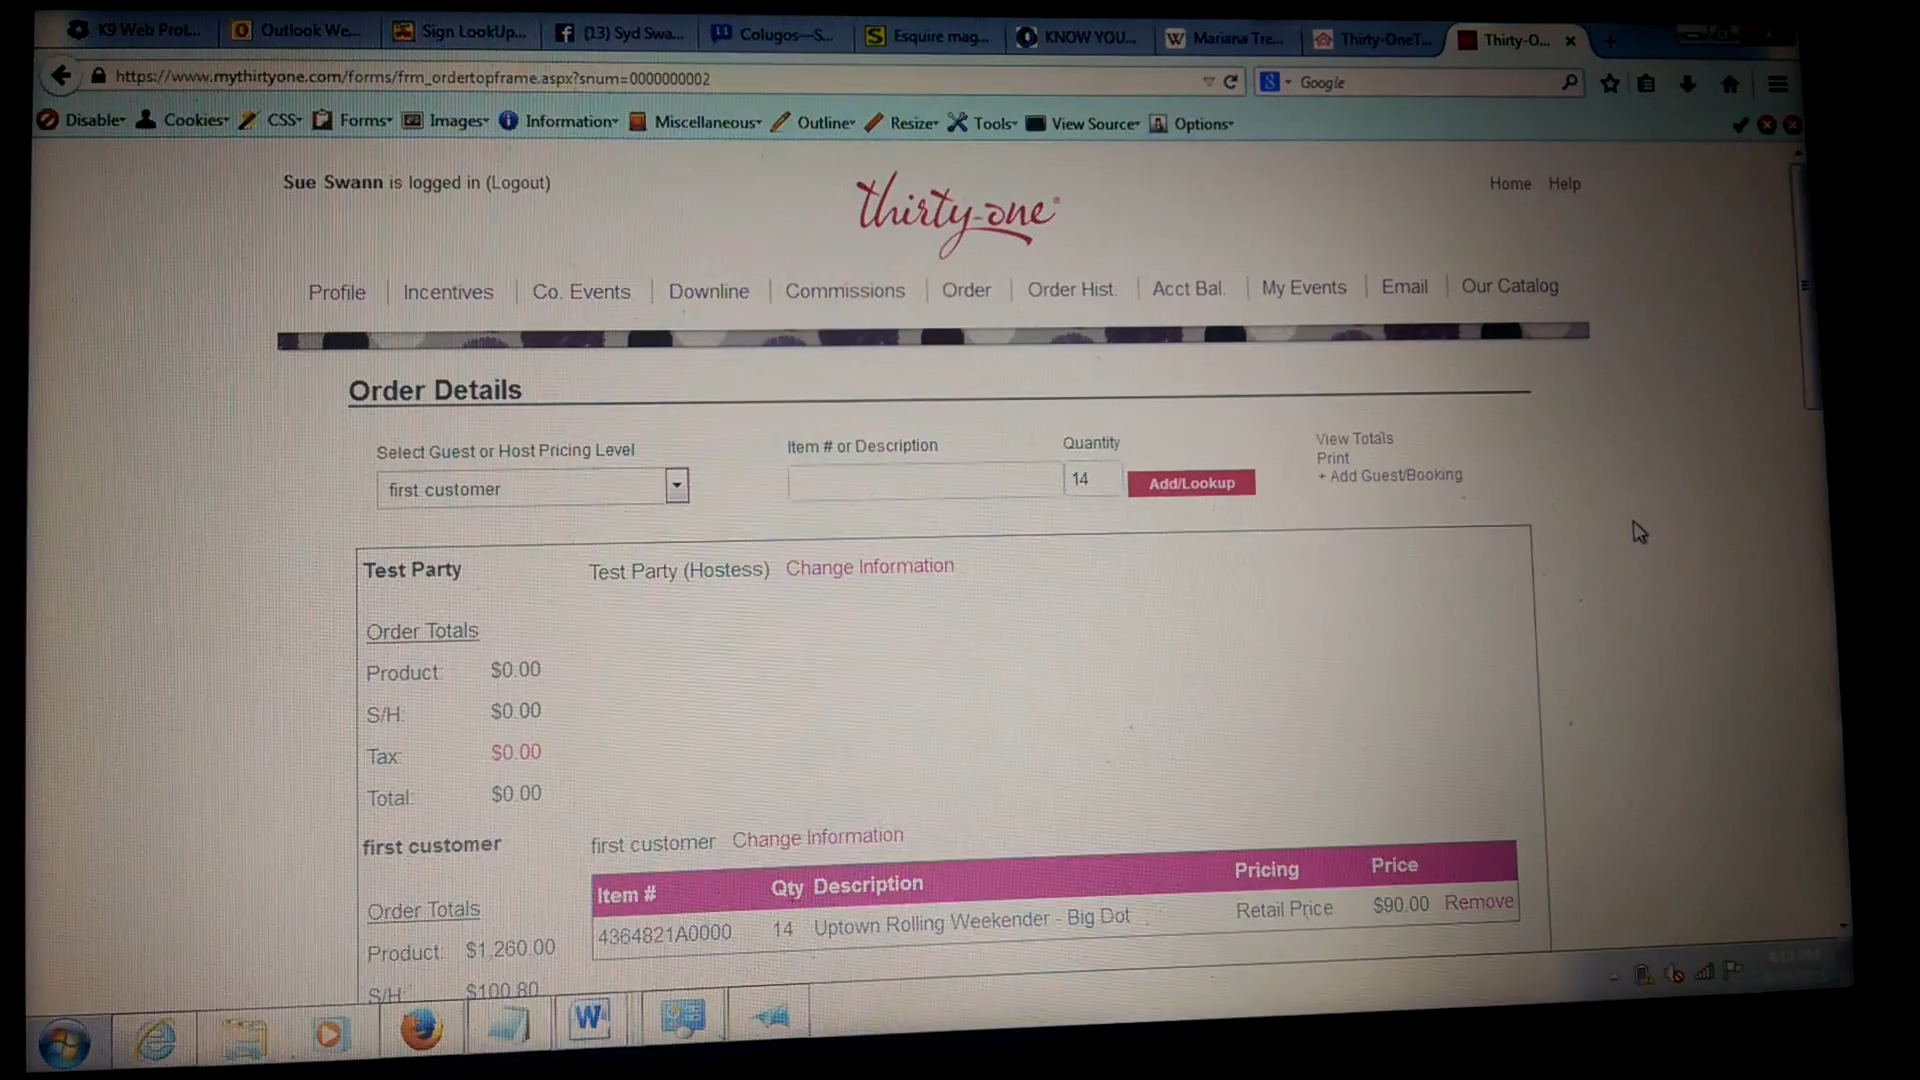 K9 Web Prot...
Outlook We...
Sign LookUp...
(13) Syd Swa...
Colugos—S...
Esquire mag...
KNOW YOU...
Mariana Tre...
Thirty-OneT...
Thirty-O...
https://www.mythirtyone.com/forms/frm_ordertopframe.aspx?snum=0000000002
Google
Disable Cookies CSS Forms Images Information Miscellaneous Outline Resize Tools View Source Options
Sue Swann is logged in (Logout)
thirty-one
Home Help
Profile Incentives Co. Events Downline Commissions Order Order Hist. Acct Bal. My Events Email Our Catalog
Order Details
Select Guest or Host Pricing Level
first customer
Item # or Description
Quantity
14
Add/Lookup
View Totals
Print
+ Add Guest/Booking
Test Party
Test Party (Hostess) Change Information
Order Totals
Product: $0.00
S/H: $0.00
Tax: $0.00
Total: $0.00
first customer
first customer Change Information
Item # Qty Description Pricing Price
4364821A0000 14 Uptown Rolling Weekender - Big Dot Retail Price $90.00 Remove
Order Totals
Product: $1,260.00
S/H: $100.80